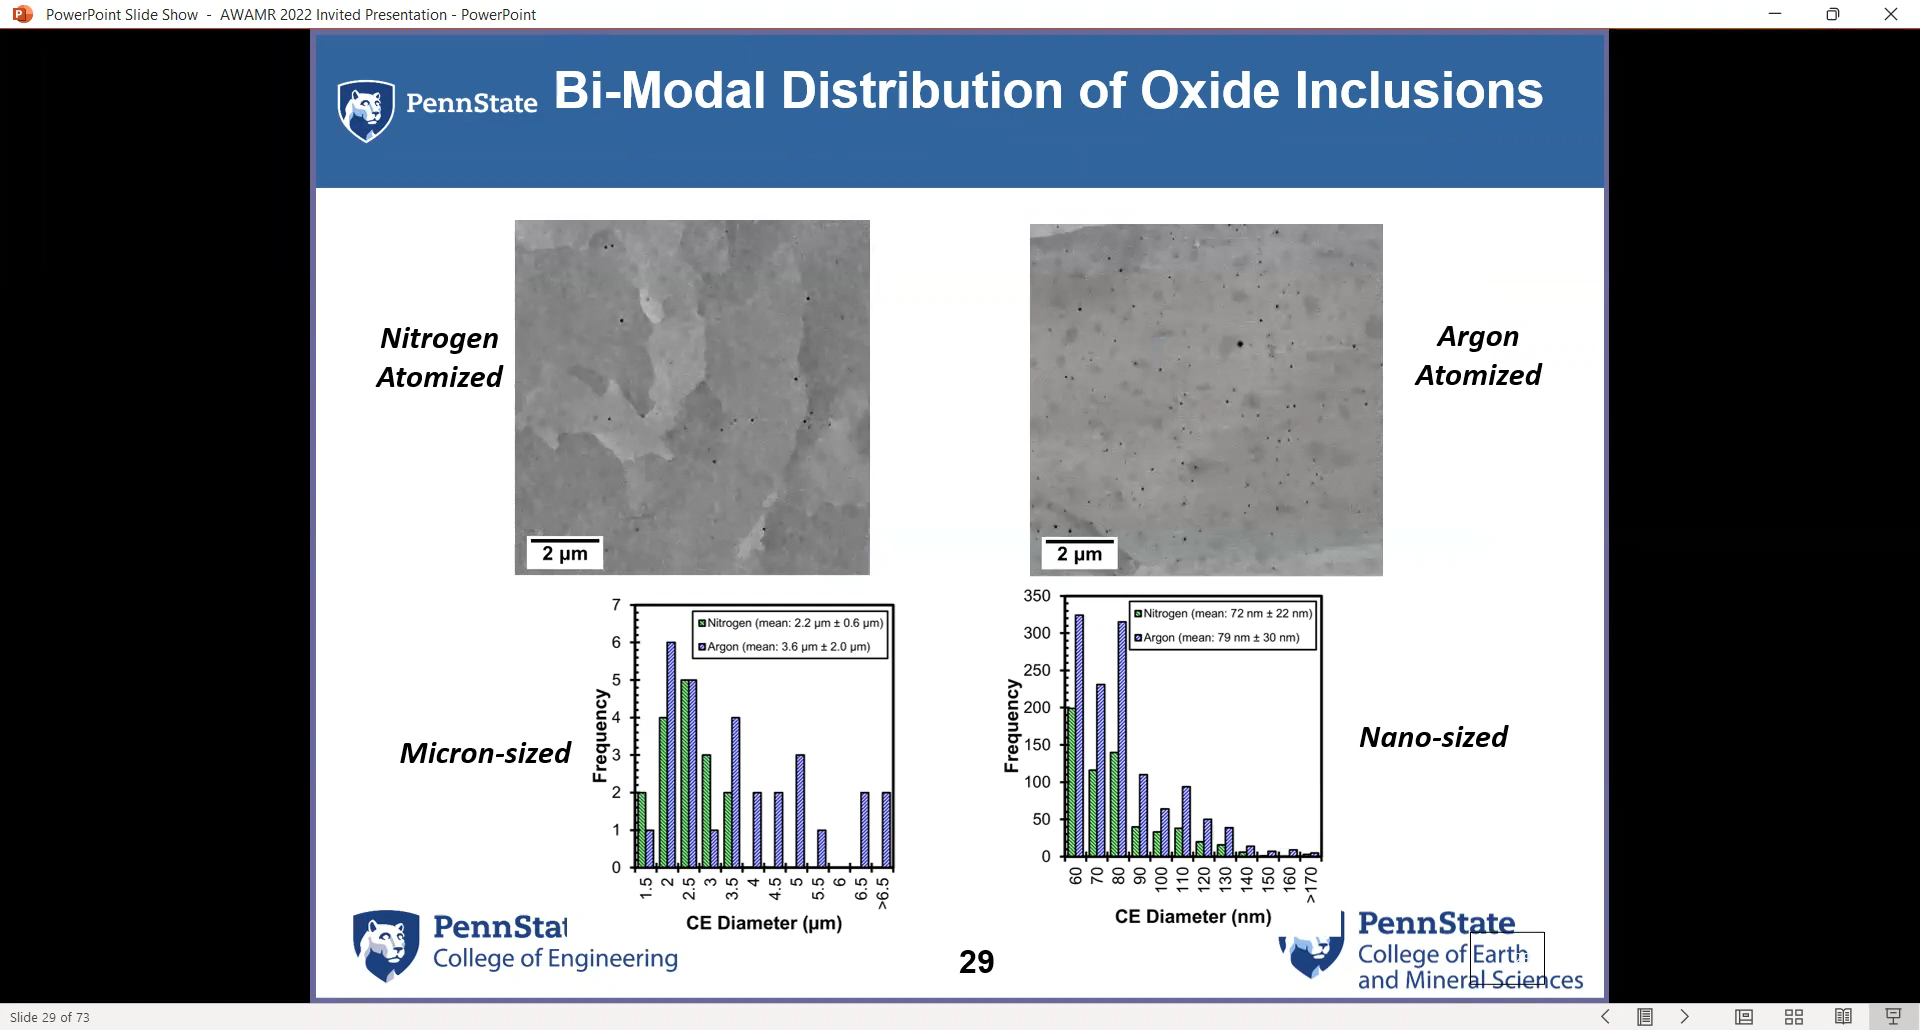 PowerPoint Slide Show - AWAMR 2022 Invited Presentation - PowerPoint
PennState
Bi-Modal Distribution of Oxide Inclusions
Nitrogen
Atomized
2 µm
2 µm
Argon
Atomized
Micron-sized
Frequency
7
6
5
4
3
2
1
0
Nitrogen (mean: 2.2 µm ± 0.6 µm)
Argon (mean: 3.6 µm ± 2.0 µm)
1.5
2
2.5
3
3.5
4
4.5
5
5.5
6
6.5
>6.5
CE Diameter (µm)
Frequency
350
300
250
200
150
100
50
0
Nitrogen (mean: 72 nm ± 22 nm)
Argon (mean: 79 nm ± 30 nm)
60
70
80
90
100
110
120
130
140
150
160
>170
CE Diameter (nm)
Nano-sized
PennStat
College of Engineering
29
PennState
College of Earth
and Mineral Sciences
Slide 29 of 73